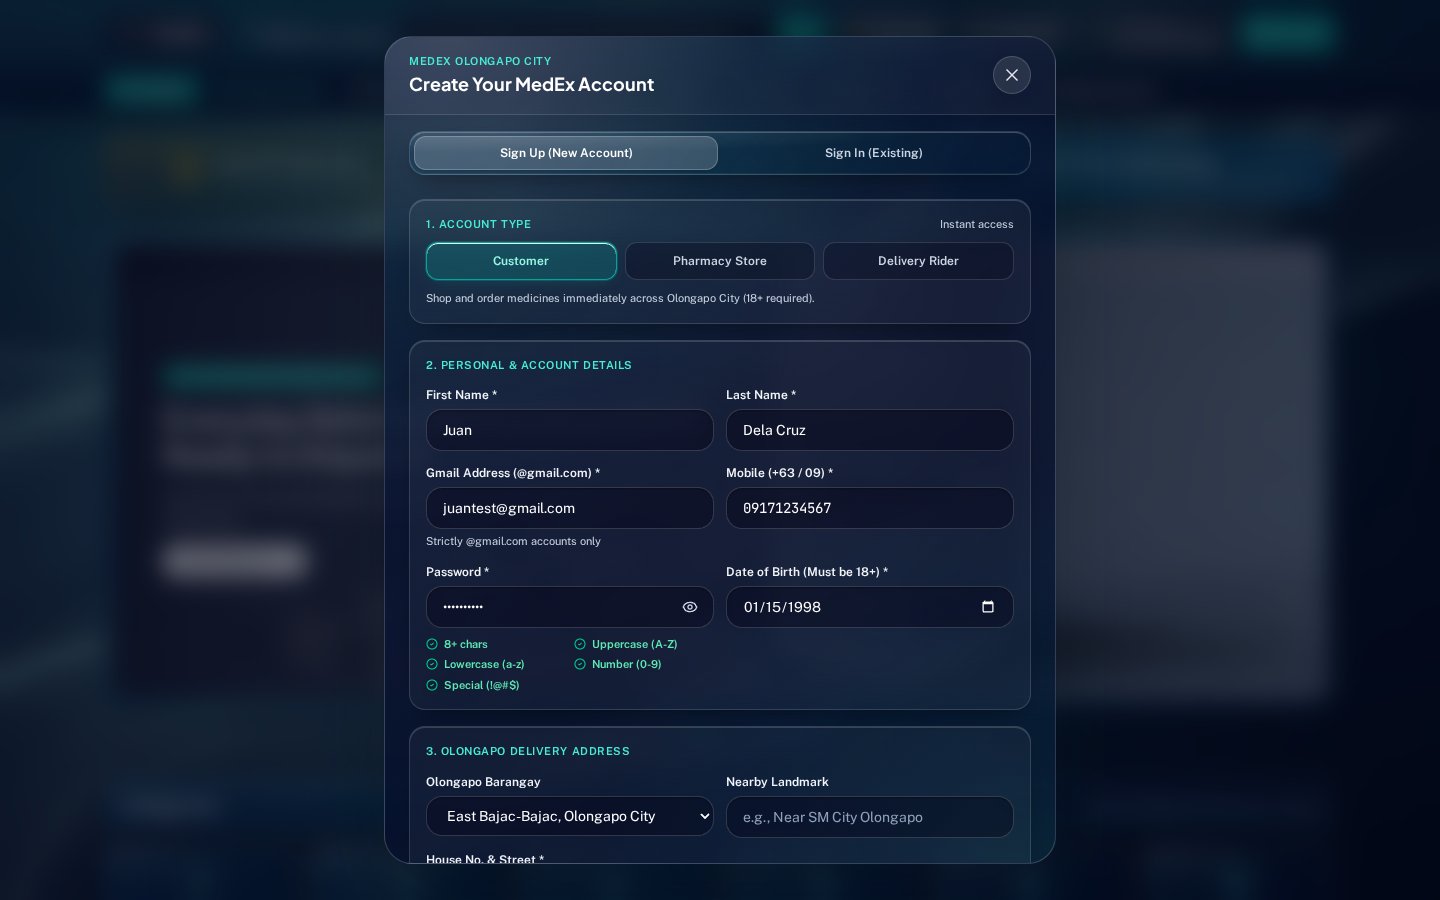 MEDEX OLONGAPO CITY
Create Your MedEx Account
Sign Up (New Account)
Sign In (Existing)
1. ACCOUNT TYPE
Instant access
Customer
Pharmacy Store
Delivery Rider
Shop and order medicines immediately across Olongapo City (18+ required).
2. PERSONAL & ACCOUNT DETAILS
First Name *
Last Name *
Juan
Dela Cruz
Gmail Address (@gmail.com) *
Mobile (+63 / 09) *
juantest@gmail.com
09171234567
Strictly @gmail.com accounts only
Password *
Date of Birth (Must be 18+) *
••••••••••
01/15/1998
8+ chars
Uppercase (A-Z)
Lowercase (a-z)
Number (0-9)
Special (!@#$)
3. OLONGAPO DELIVERY ADDRESS
Olongapo Barangay
Nearby Landmark
East Bajac-Bajac, Olongapo City
e.g., Near SM City Olongapo
House No. & Street *